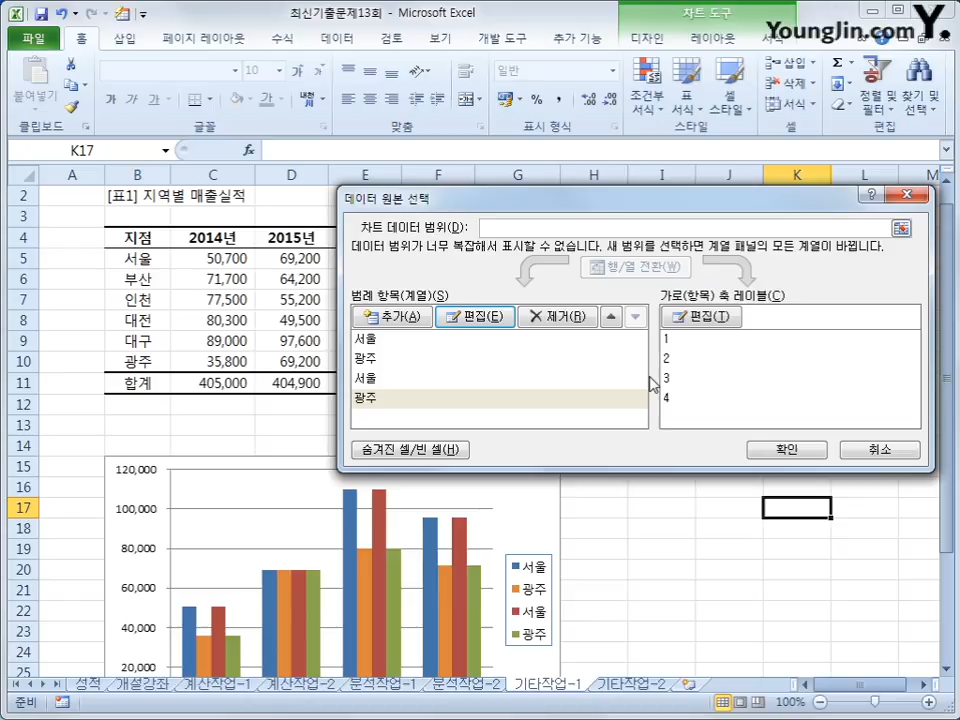 최신기출문제13회 - Microsoft Excel
차트 도구
파일 홈 삽입 페이지 레이아웃 수식 데이터 검토 보기 개발 도구 추가 기능 디자인 레이아웃
Younglin.com Y.
붙여넣기
10
가 가 가
일반
조건부 서식
표 서식
셀 스타일
삽입
삭제
서식
정렬 및 필터
찾기 및 선택
클립보드 글꼴 맞춤 표시 형식 스타일 셀 편집
K17
fx
A B C D E F G H I J K L M
2 [표1] 지역별 매출실적
3
4 지점 2014년 2015년
5 서울 50,700 69,200
6 부산 71,700 64,200
7 인천 77,500 55,200
8 대전 80,300 49,500
9 대구 89,000 97,600
10 광주 35,800 69,200
11 합계 405,000 404,900
12
13
14
15
16
17
18
19
20
21
22
23
24
25
데이터 원본 선택
차트 데이터 범위(D):
데이터 범위가 너무 복잡해서 표시할 수 없습니다. 새 범위를 선택하면 계열 패널의 모든 계열이 바뀝니다.
행/열 전환(W)
범례 항목(계열)(S)
추가(A) 편집(E) 제거(R)
서울
광주
서울
광주
가로(항목) 축 레이블(C)
편집(T)
1
2
3
4
숨겨진 셀/빈 셀(H)
확인 취소
120,000
100,000
80,000
60,000
40,000
20,000
서울
광주
서울
광주
성적 개설강좌 계산작업-1 계산작업-2 분석작업-1 분석작업-2 기타작업-1 기타작업-2
준비
100%